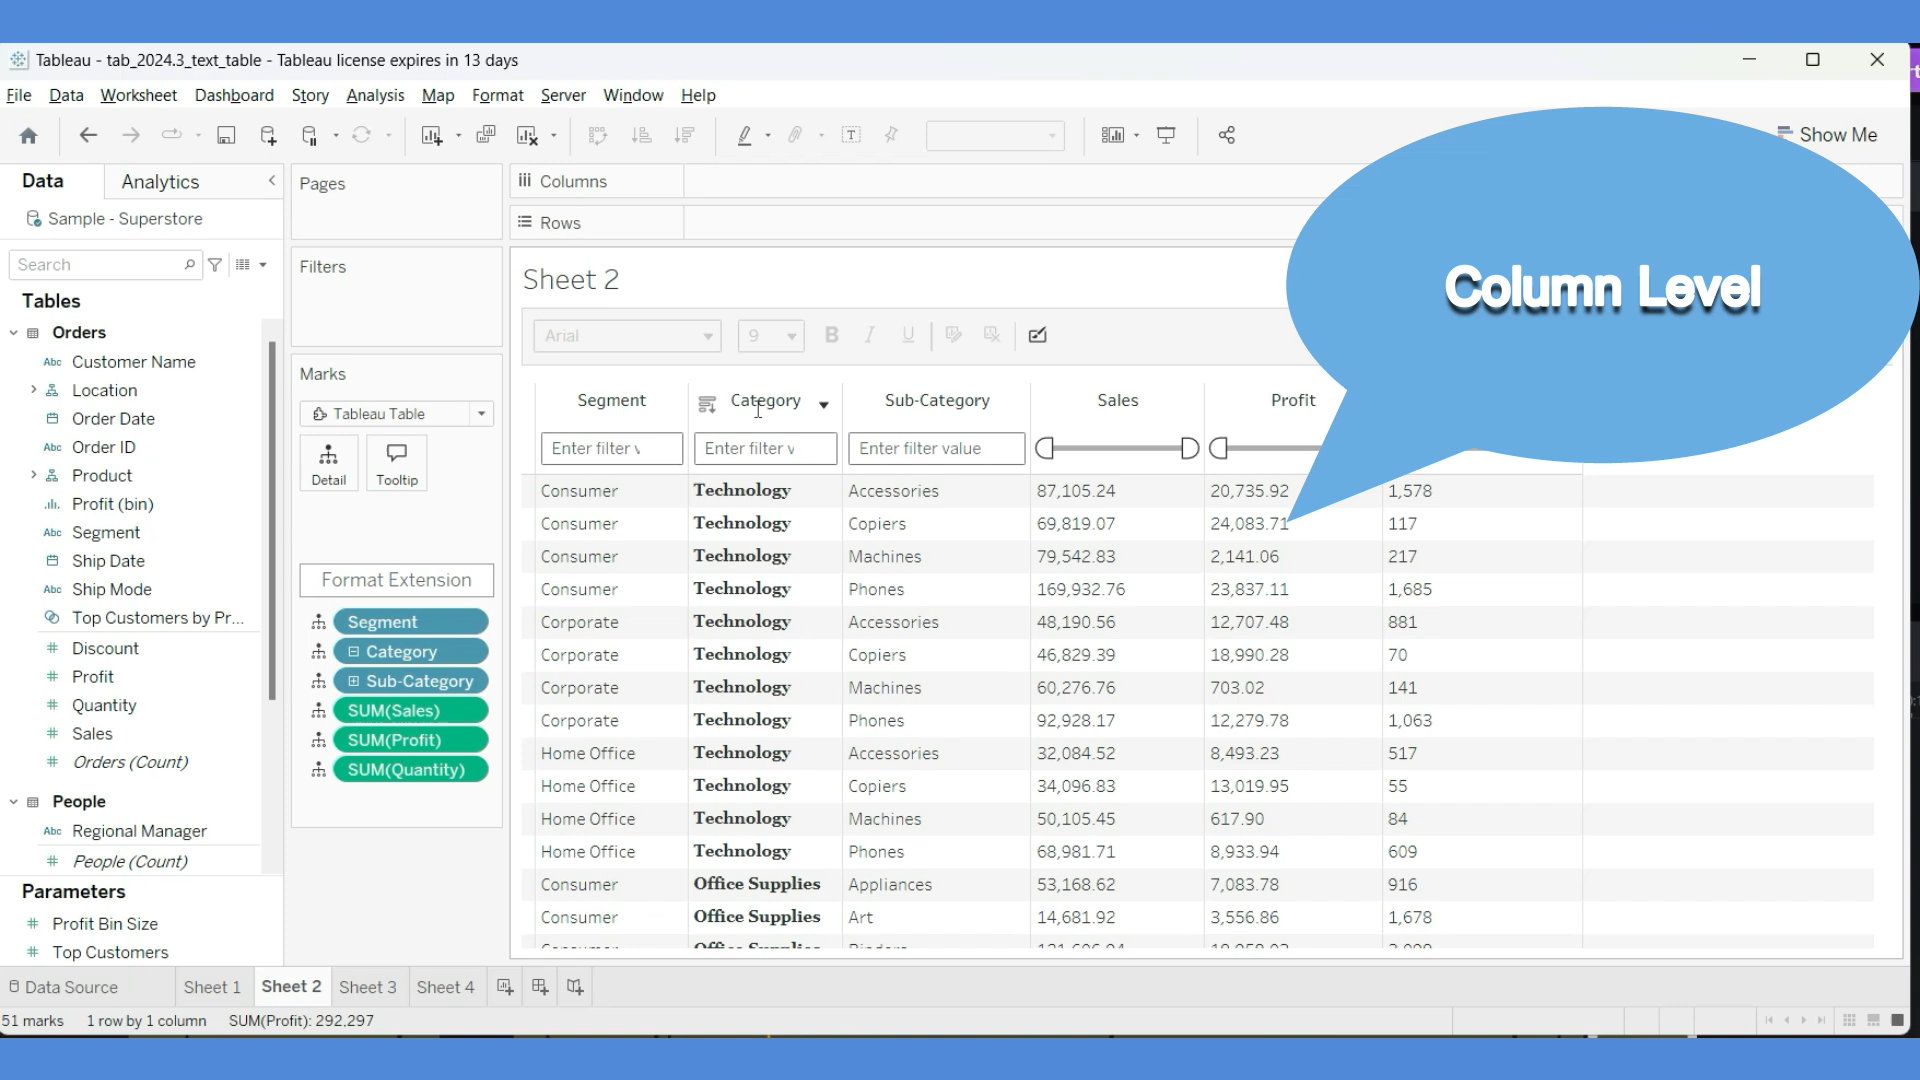 Tableau - tab_2024.3_text_table - Tableau license expires in 13 days
File Data Worksheet Dashboard Story Analysis Map Format Server Window Help
Show Me
Data Analytics
Pages
Columns
Sample - Superstore
Rows
Search
Filters
Sheet 2
Column Level
Tables
Arial 9 B I U
Orders
Abc Customer Name
Location
Order Date
Abc Order ID
Product
Profit (bin)
Abc Segment
Ship Date
Abc Ship Mode
Top Customers by Pr...
Discount
Profit
Quantity
Sales
Orders (Count)
People
Abc Regional Manager
People (Count)
Parameters
Profit Bin Size
Top Customers
Marks
Tableau Table
Detail Tooltip
Format Extension
Segment
Category
Sub-Category
SUM(Sales)
SUM(Profit)
SUM(Quantity)
Segment Category Sub-Category Sales Profit
Enter filter v Enter filter v Enter filter value
Consumer Technology Accessories 87,105.24 20,735.92 1,578
Consumer Technology Copiers 69,819.07 24,083.71 117
Consumer Technology Machines 79,542.83 2,141.06 217
Consumer Technology Phones 169,932.76 23,837.11 1,685
Corporate Technology Accessories 48,190.56 12,707.48 881
Corporate Technology Copiers 46,829.39 18,990.28 70
Corporate Technology Machines 60,276.76 703.02 141
Corporate Technology Phones 92,928.17 12,279.78 1,063
Home Office Technology Accessories 32,084.52 8,493.23 517
Home Office Technology Copiers 34,096.83 13,019.95 55
Home Office Technology Machines 50,105.45 617.90 84
Home Office Technology Phones 68,981.71 8,933.94 609
Consumer Office Supplies Appliances 53,168.62 7,083.78 916
Consumer Office Supplies Art 14,681.92 3,556.86 1,678
Data Source Sheet 1 Sheet 2 Sheet 3 Sheet 4
51 marks 1 row by 1 column SUM(Profit): 292,297